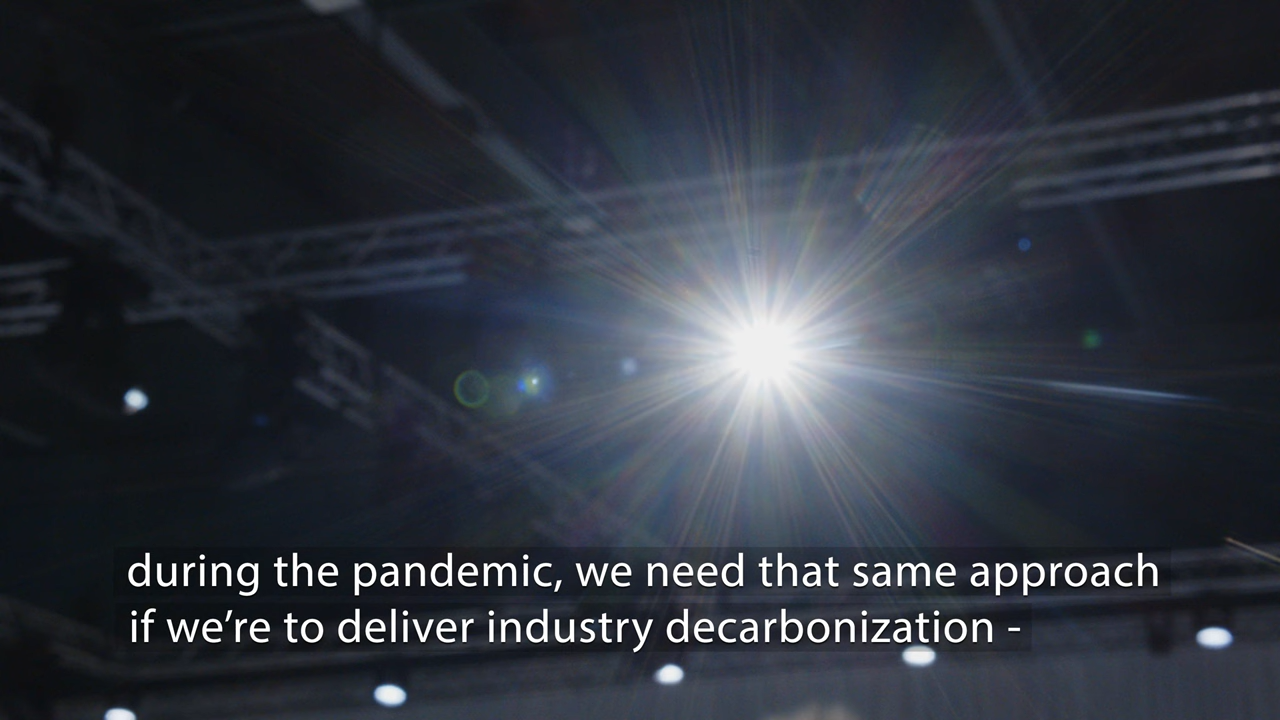 during the pandemic, we need that same approach
if we’re to deliver industry decarbonization -